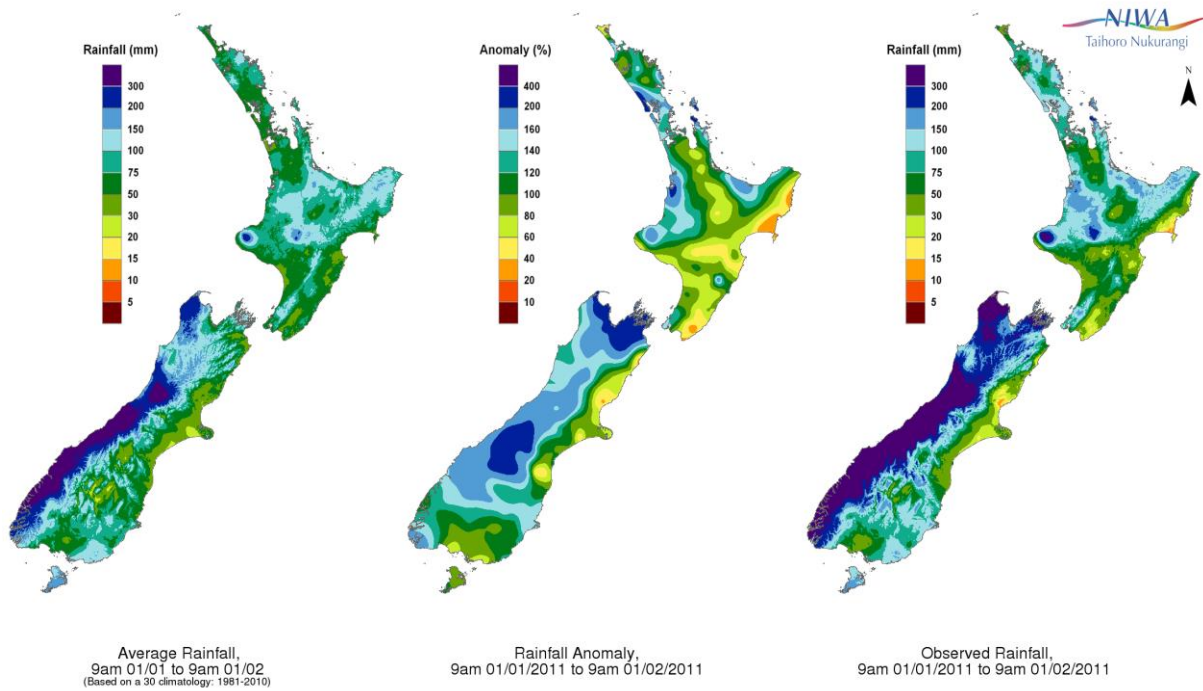 NIWA
Taihoro Nukurangi
N
Rainfall (mm)
300
200
150
100
75
50
30
20
15
10
5
Anomaly (%)
400
200
160
140
120
100
80
60
40
20
10
Rainfall (mm)
300
200
150
100
75
50
30
20
15
10
5
Average Rainfall,
9am 01/01 to 9am 01/02
(Based on a 30 climatology: 1981-2010)
Rainfall Anomaly,
9am 01/01/2011 to 9am 01/02/2011
Observed Rainfall,
9am 01/01/2011 to 9am 01/02/2011